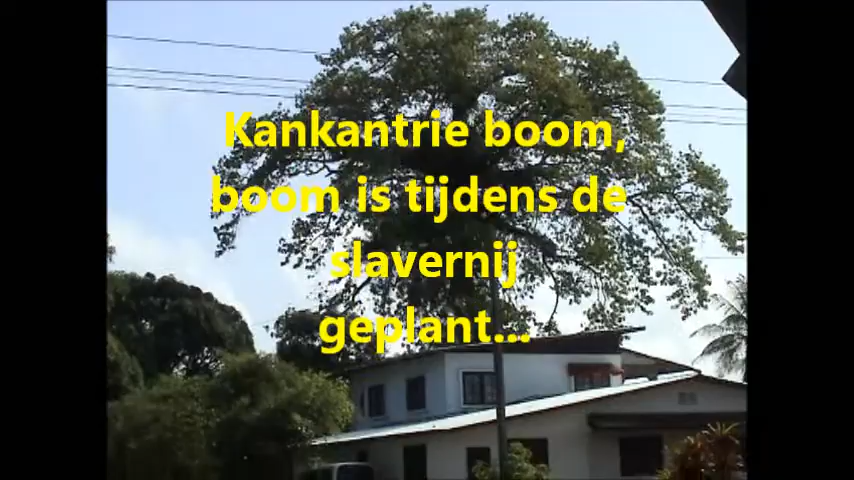 Kankantrie boom,
boom is tijdens de
slavernij
geplant...